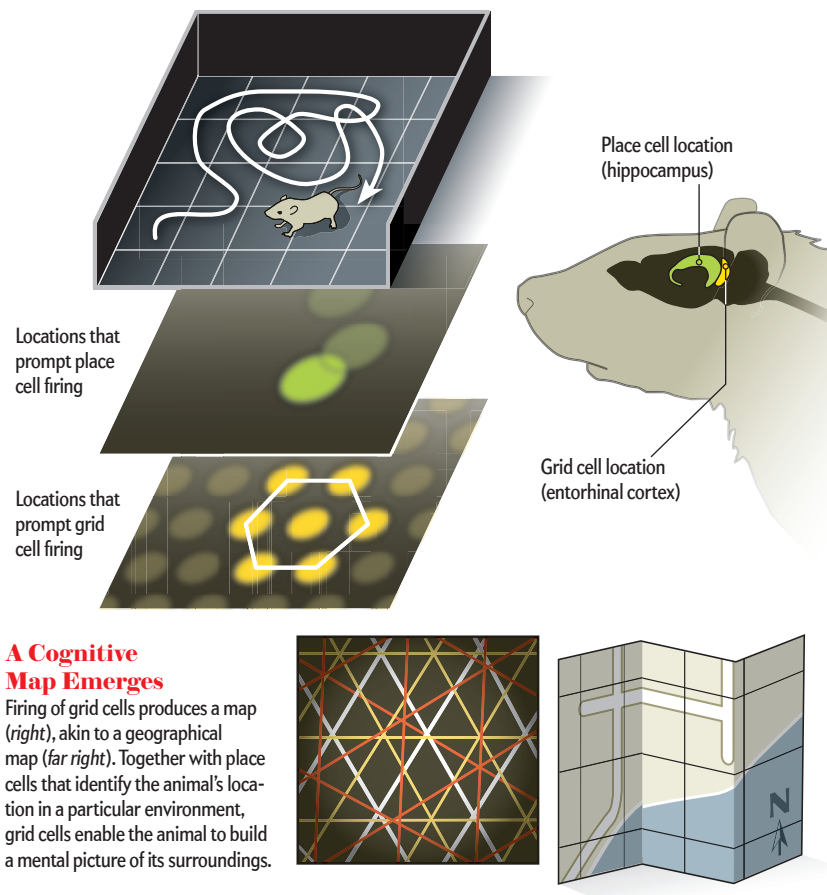 Place cell location
(hippocampus)
Locations that
prompt place
cell firing
Grid cell location
(entorhinal cortex)
Locations that
prompt grid
cell firing
A Cognitive
Map Emerges
Firing of grid cells produces a map
(right), akin to a geographical
map (far right). Together with place
cells that identify the animal’s loca-
tion in a particular environment,
grid cells enable the animal to build
a mental picture of its surroundings.
N